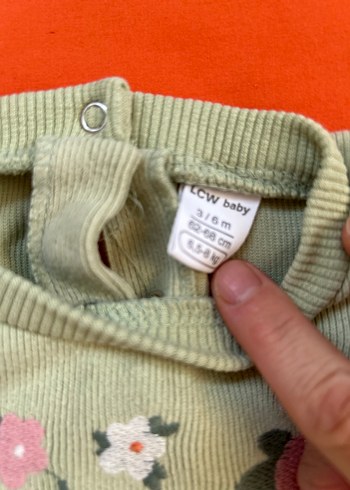 LCW baby
3 / 6 m
62-68 cm
6,5-8 kg